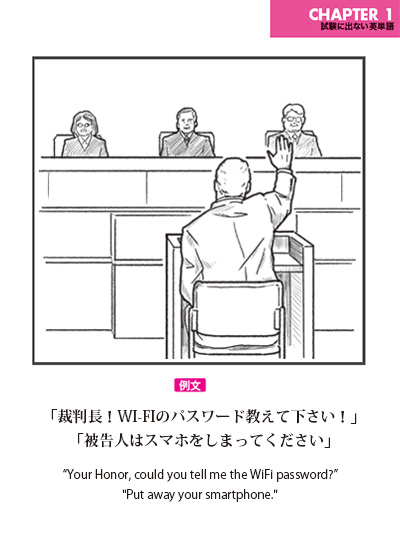 CHAPTER 1
試験に出ない英単語
例文
「裁判長！WI-FIのパスワード教えて下さい！」
「被告人はスマホをしまってください」
“Your Honor, could you tell me the WiFi password?”
"Put away your smartphone."